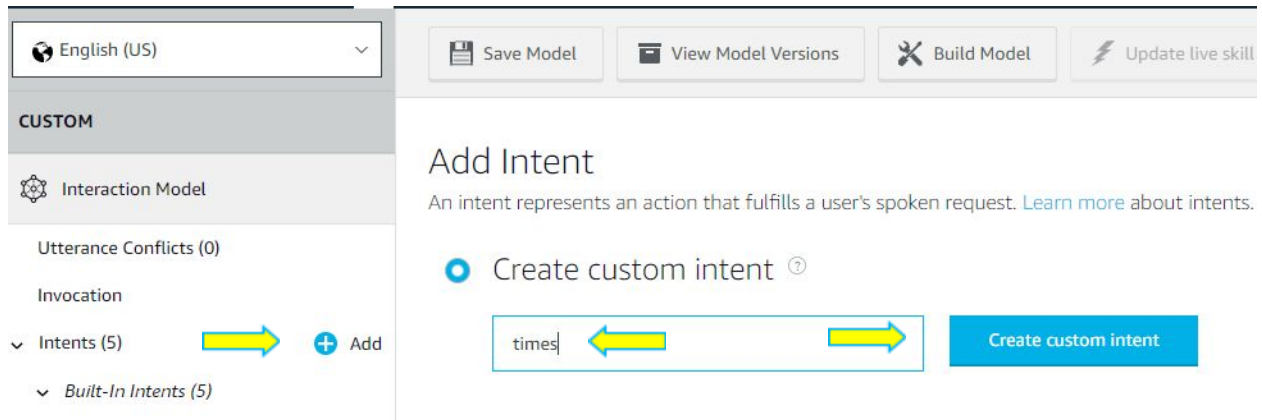 English (US)
Save Model
View Model Versions
Build Model
Update live skill
CUSTOM
Interaction Model
Utterance Conflicts (0)
Invocation
Intents (5)
Add
Built-In Intents (5)
Add Intent
An intent represents an action that fulfills a user's spoken request. Learn more about intents.
Create custom intent ?
times
Create custom intent